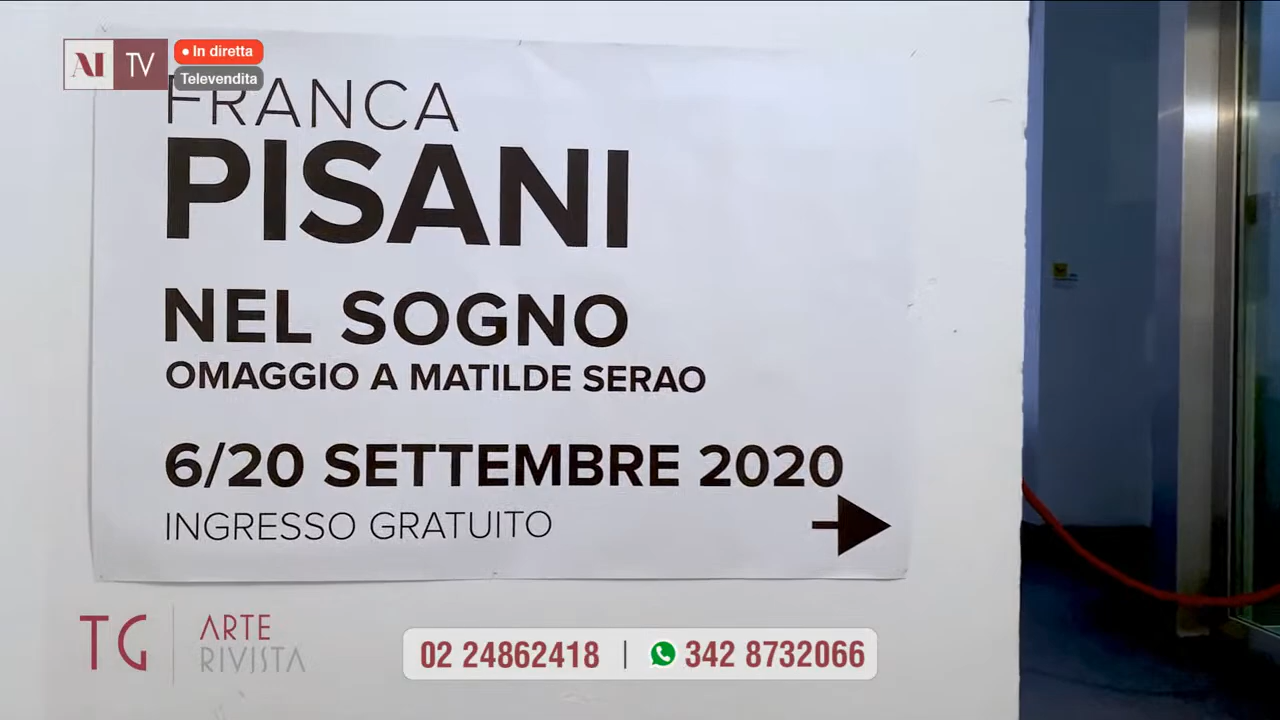 AI TV
In diretta
Televendita
FRANCA
PISANI
NEL SOGNO
OMAGGIO A MATILDE SERAO
6/20 SETTEMBRE 2020
INGRESSO GRATUITO
TG ARTE
RIVISTA
02 24862418 | 342 8732066